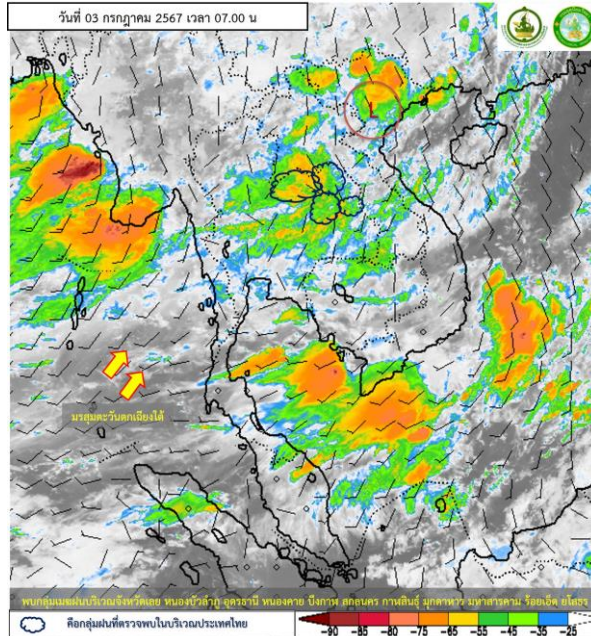 วันที่ 03 กรกฎาคม 2567 เวลา 07.00 น
L
มรสุมตะวันตกเฉียงใต้
พบกลุ่มเมฆฝนบริเวณจังหวัดเลย หนองบัวลำภู อุดรธานี หนองคาย บึงกาฬ สกลนคร กาฬสินธุ์ มุกดาหาร มหาสารคาม ร้อยเอ็ด ยโสธร
คือกลุ่มฝนที่ตรวจพบในบริเวณประเทศไทย
-90 -85 -80 -75 -65 -55 -45 -35 -25